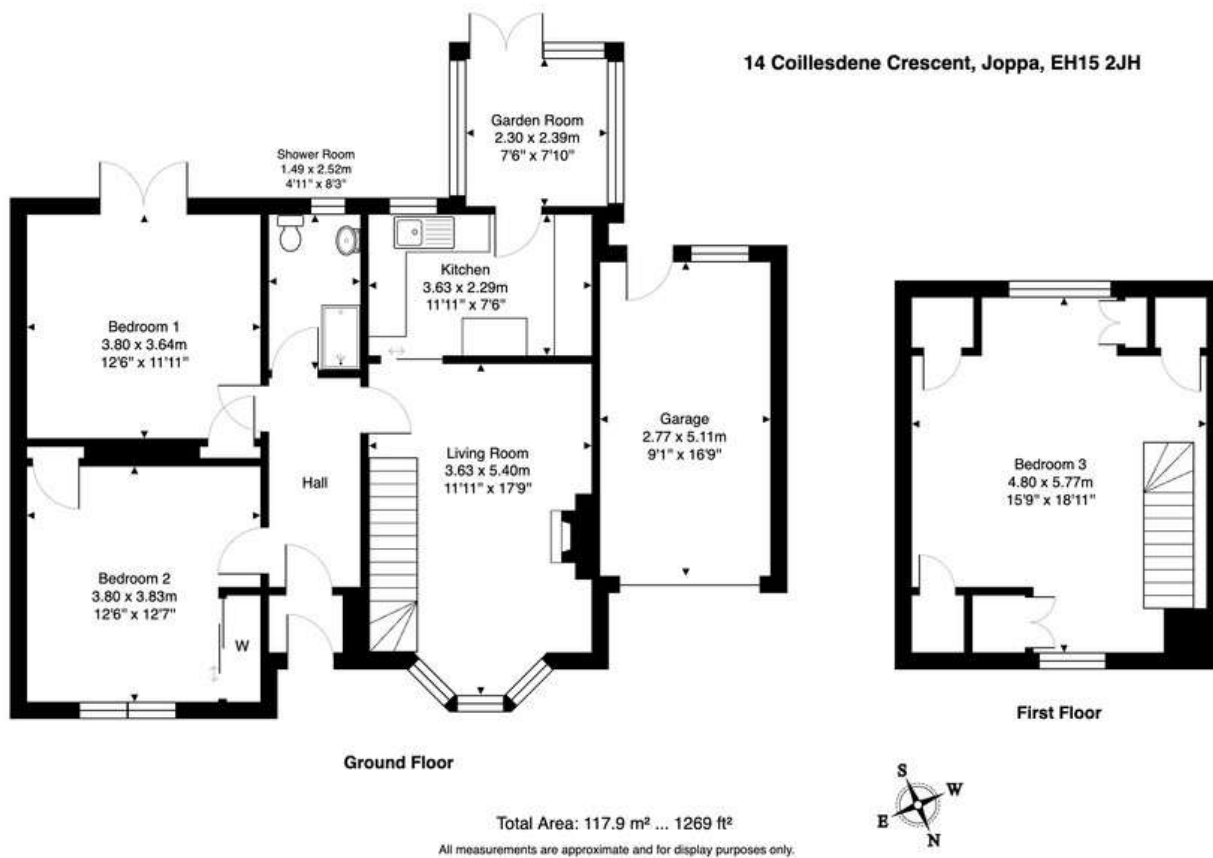 14 Coillesdene Crescent, Joppa, EH15 2JH
Garden Room
2.30 x 2.39m
7'6" x 7'10"
Shower Room
1.49 x 2.52m
4'11" x 8'3"
Kitchen
3.63 x 2.29m
11'11" x 7'6"
Bedroom 1
3.80 x 3.64m
12'6" x 11'11"
Garage
2.77 x 5.11m
9'1" x 16'9"
Living Room
3.63 x 5.40m
11'11" x 17'9"
Hall
Bedroom 2
3.80 x 3.83m
12'6" x 12'7"
W
Bedroom 3
4.80 x 5.77m
15'9" x 18'11"
First Floor
Ground Floor
S
W
E
N
Total Area: 117.9 m² ... 1269 ft²
All measurements are approximate and for display purposes only.